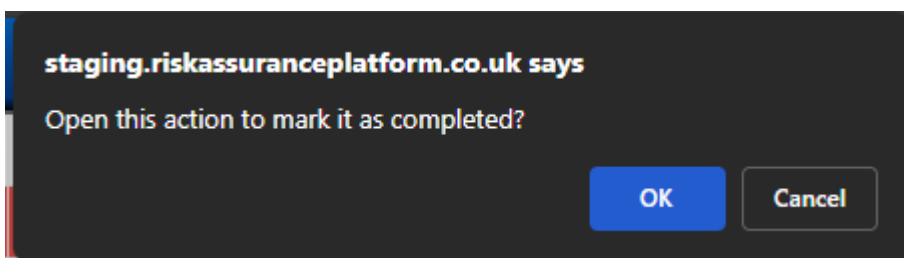 staging.riskassuranceplatform.co.uk says
Open this action to mark it as completed?
OK
Cancel